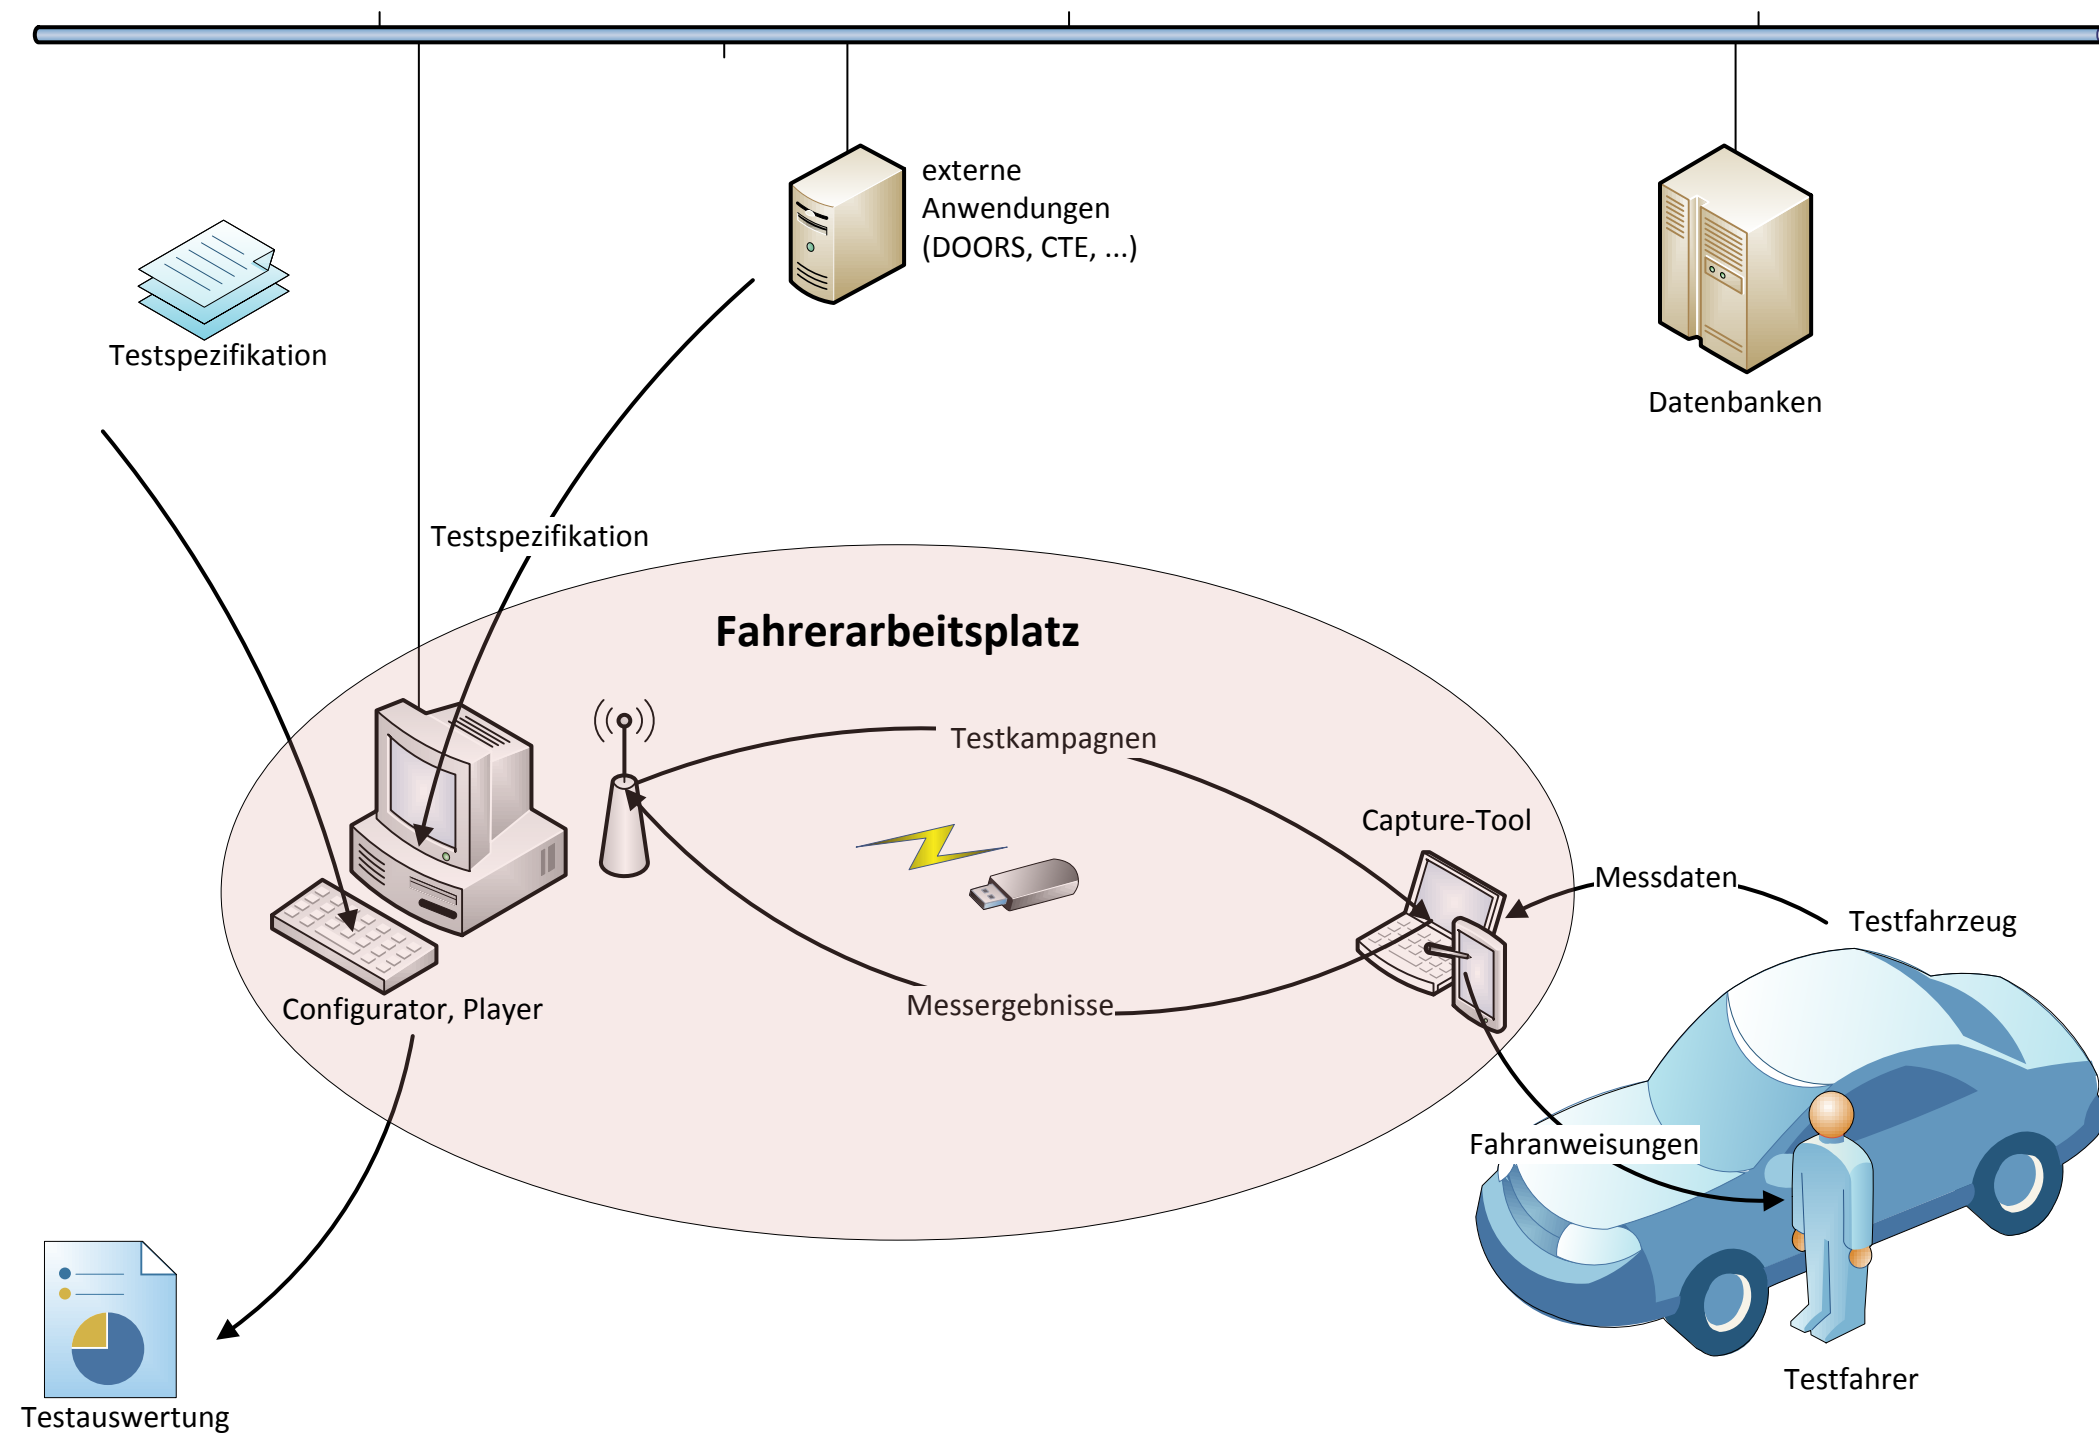 externe
Anwendungen
(DOORS, CTE, ...)
Testspezifikation
Datenbanken
Testspezifikation
Fahrerarbeitsplatz
Testkampagnen
Capture-Tool
Messdaten
Testfahrzeug
Messergebnisse
Configurator, Player
Fahranweisungen
Testfahrer
Testauswertung